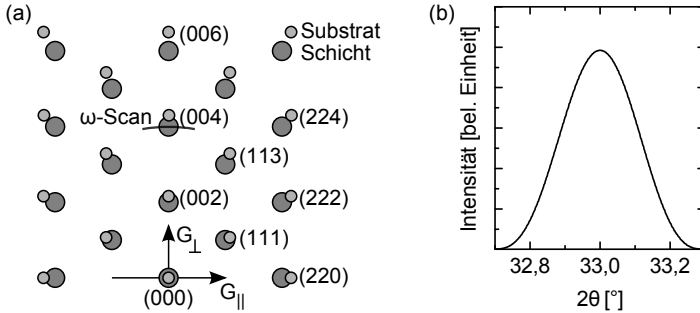 (a)
(006)
Substrat
Schicht
ω-Scan
(004)
(224)
(113)
(002)
(222)
G⊥
(111)
(220)
(000)
G||
(b)
Intensität [bel. Einheit]
32,8 33,0 33,2
2θ [°]